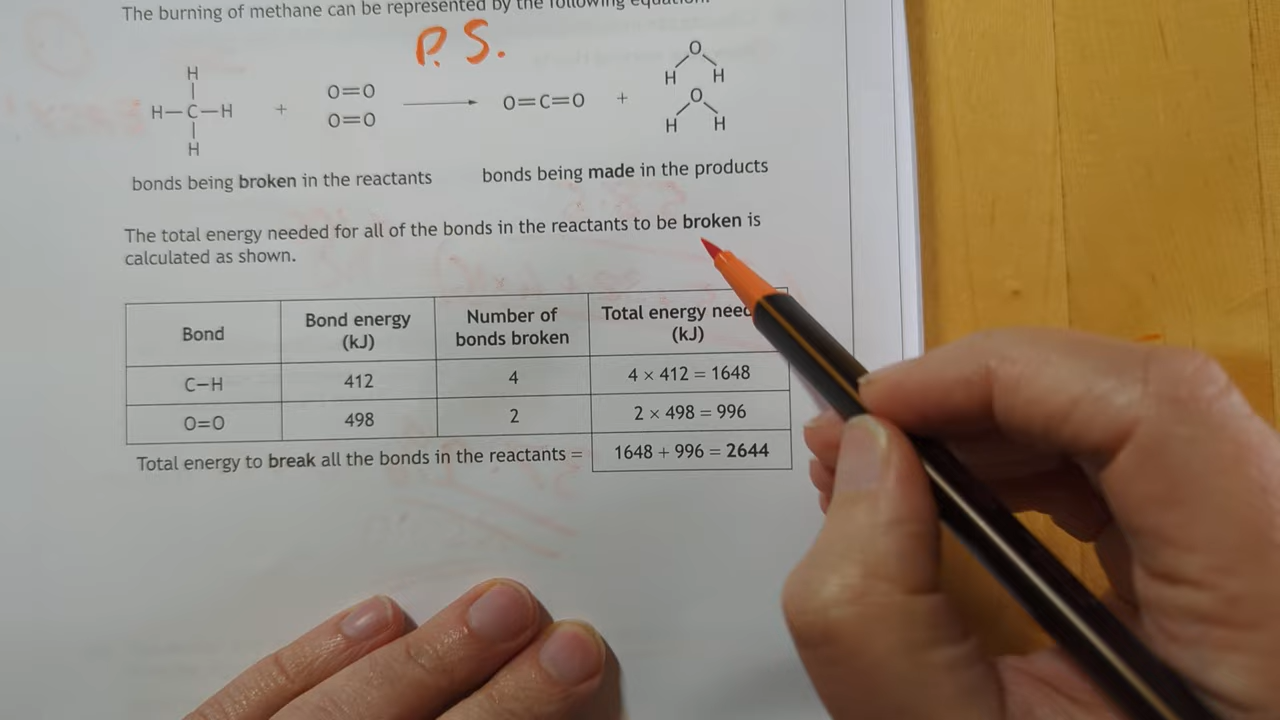 The burning of methane can be represented by the following equation.
P. S.
H
H—C—H
H
+
O=O
O=O
O=C=O
+
O
H H
O
H H
bonds being broken in the reactants
bonds being made in the products
The total energy needed for all of the bonds in the reactants to be broken is
calculated as shown.
Bond
Bond energy
(kJ)
Number of
bonds broken
Total energy
(kJ)
C–H
412
4
4 × 412 = 1648
O=O
498
2
2 × 498 = 996
Total energy to break all the bonds in the reactants =
1648 + 996 = 2644